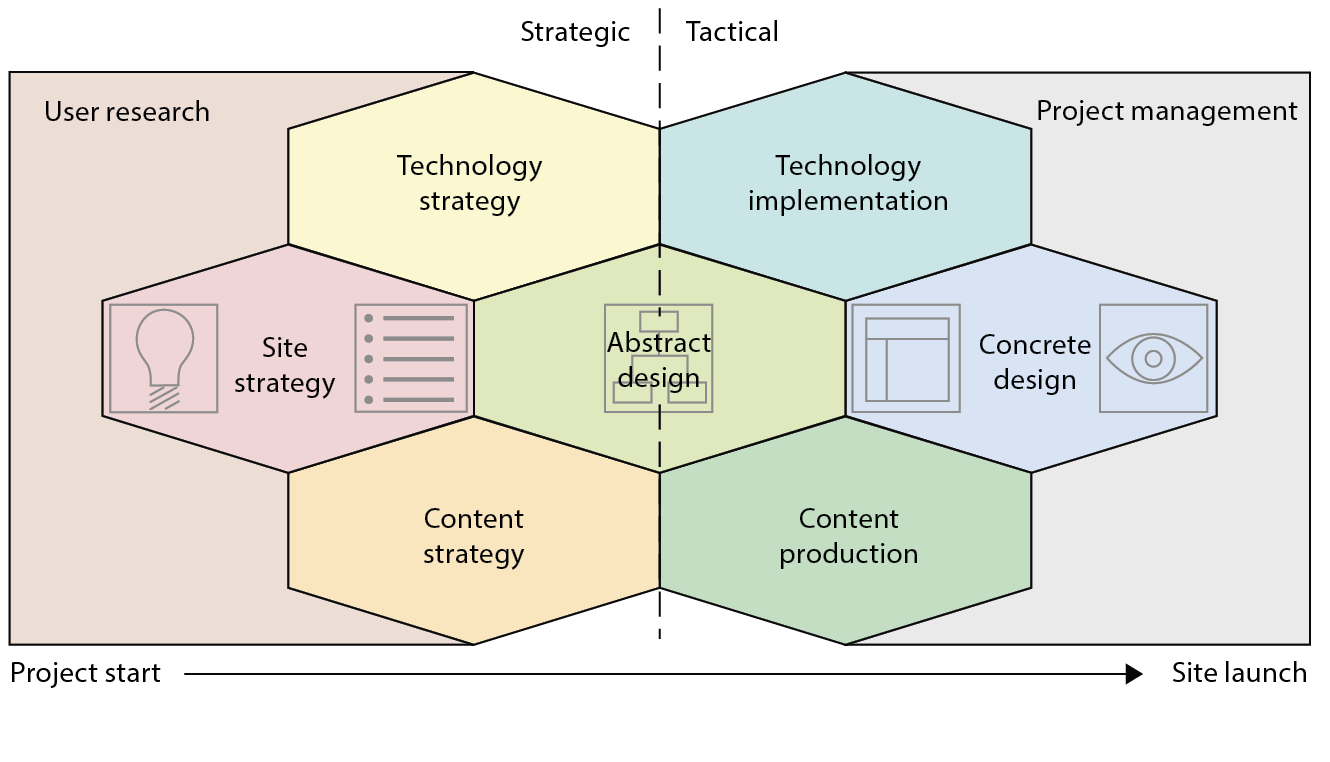 Strategic
Tactical
User research
Project management
Technology
strategy
Technology
implementation
Site
strategy
Abstract
design
Concrete
design
Content
strategy
Content
production
Project start
Site launch